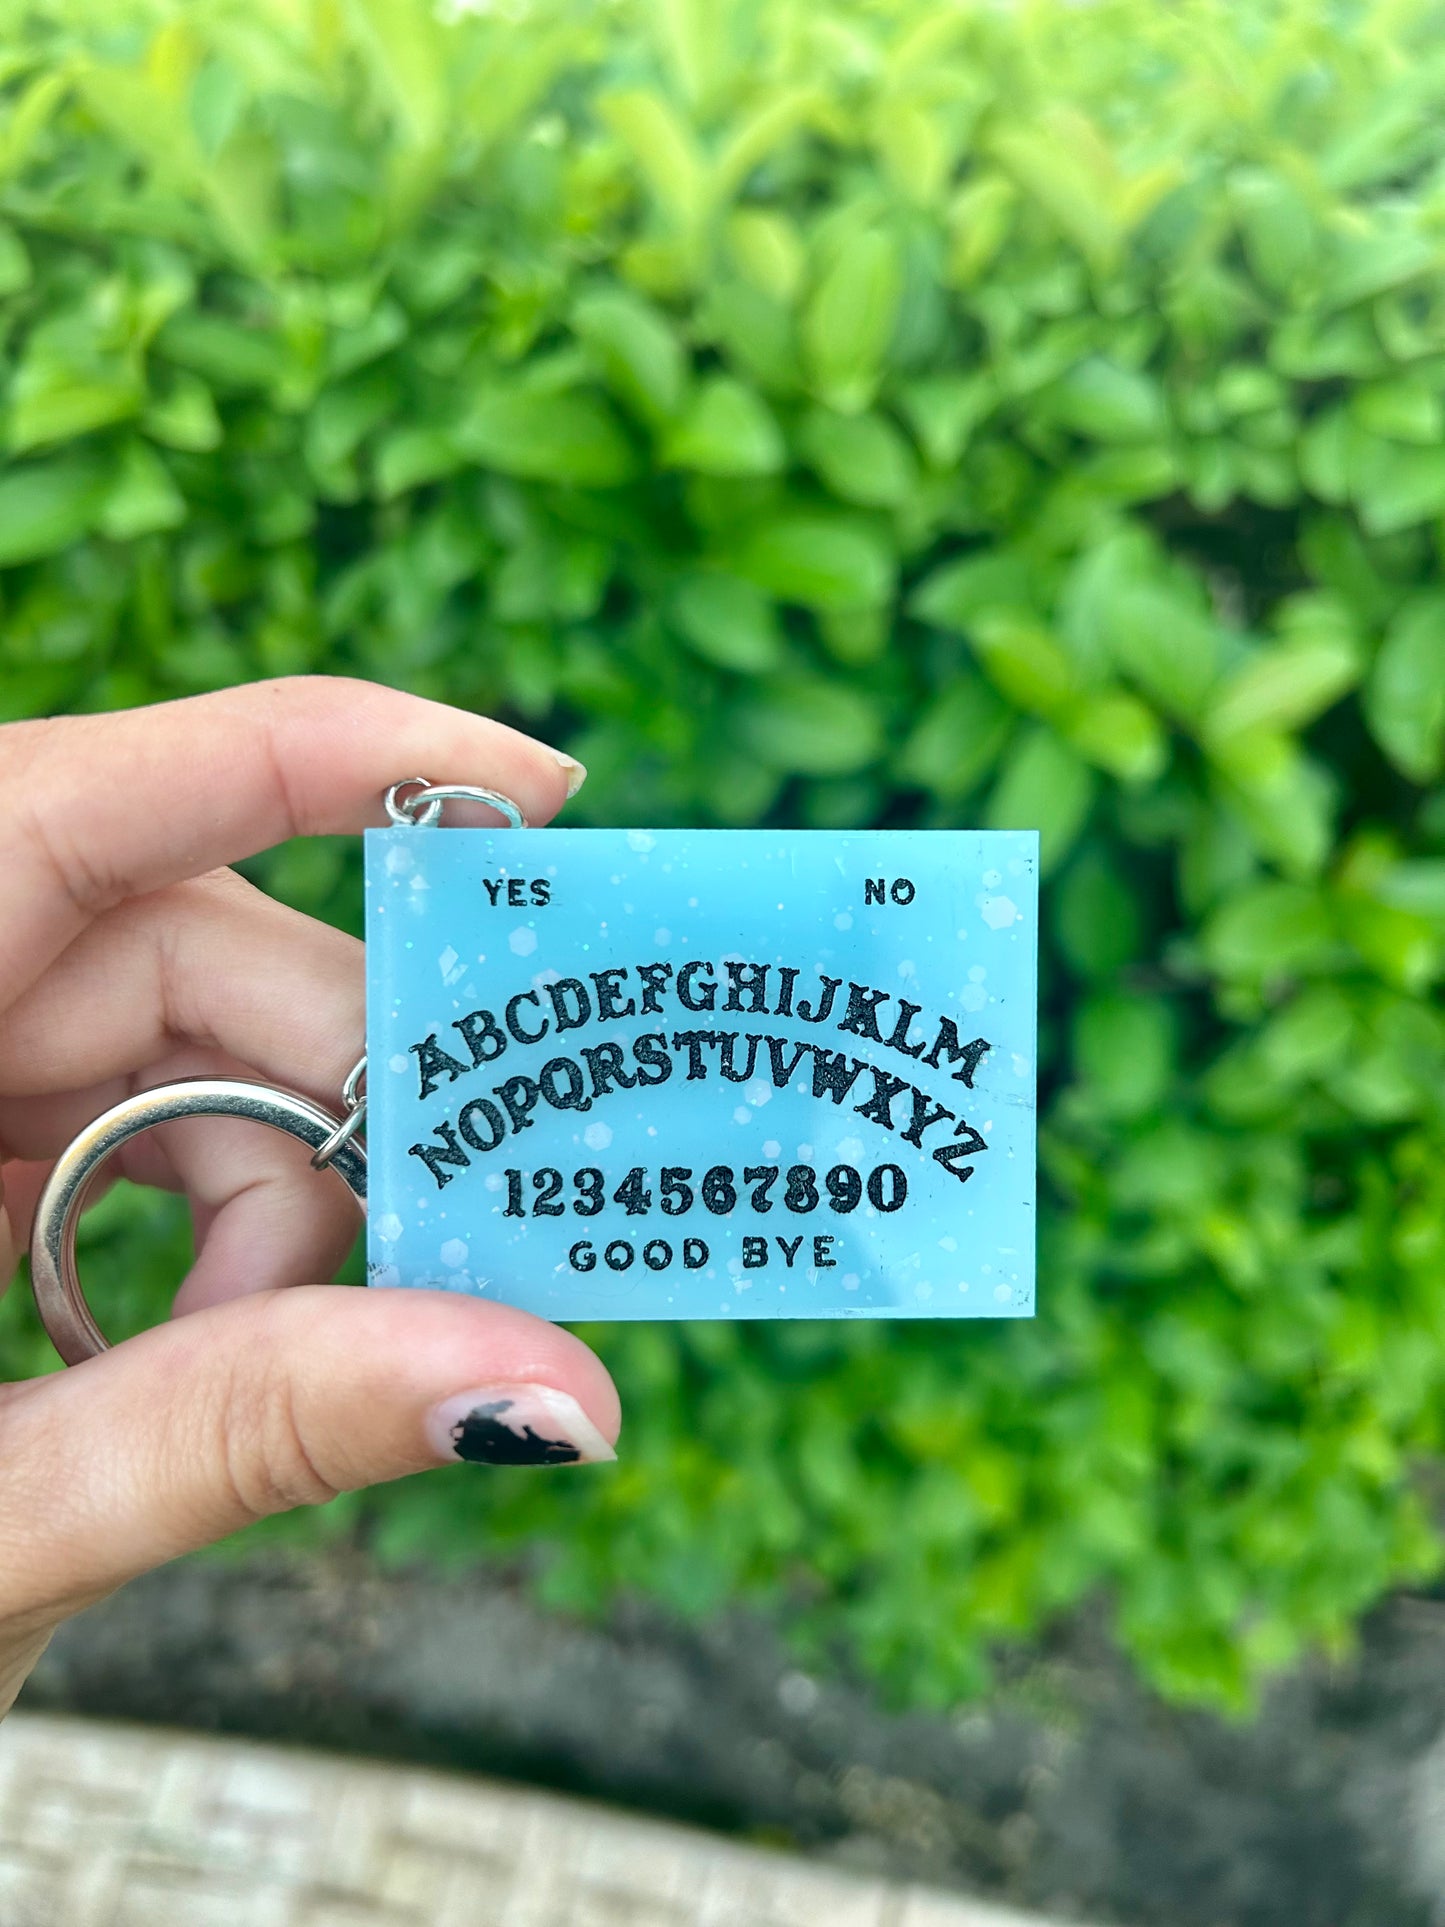 YES NO
ABCDEFGHIJKLM
NOPQRSTUVWXYZ
1234567890
GOOD BYE